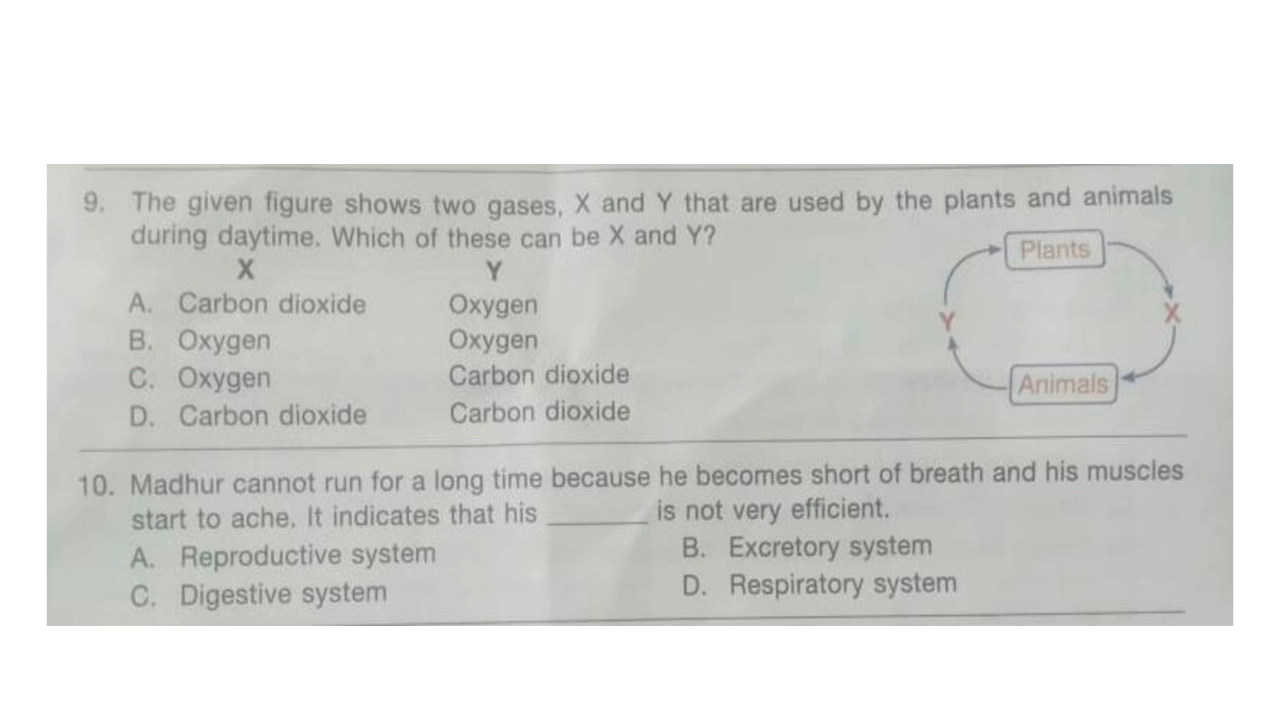 9. The given figure shows two gases, X and Y that are used by the plants and animals
during daytime. Which of these can be X and Y?
X Y
A. Carbon dioxide Oxygen
B. Oxygen Oxygen
C. Oxygen Carbon dioxide
D. Carbon dioxide Carbon dioxide
Plants
Y X
Animals
10. Madhur cannot run for a long time because he becomes short of breath and his muscles
start to ache. It indicates that his ________ is not very efficient.
A. Reproductive system B. Excretory system
C. Digestive system D. Respiratory system